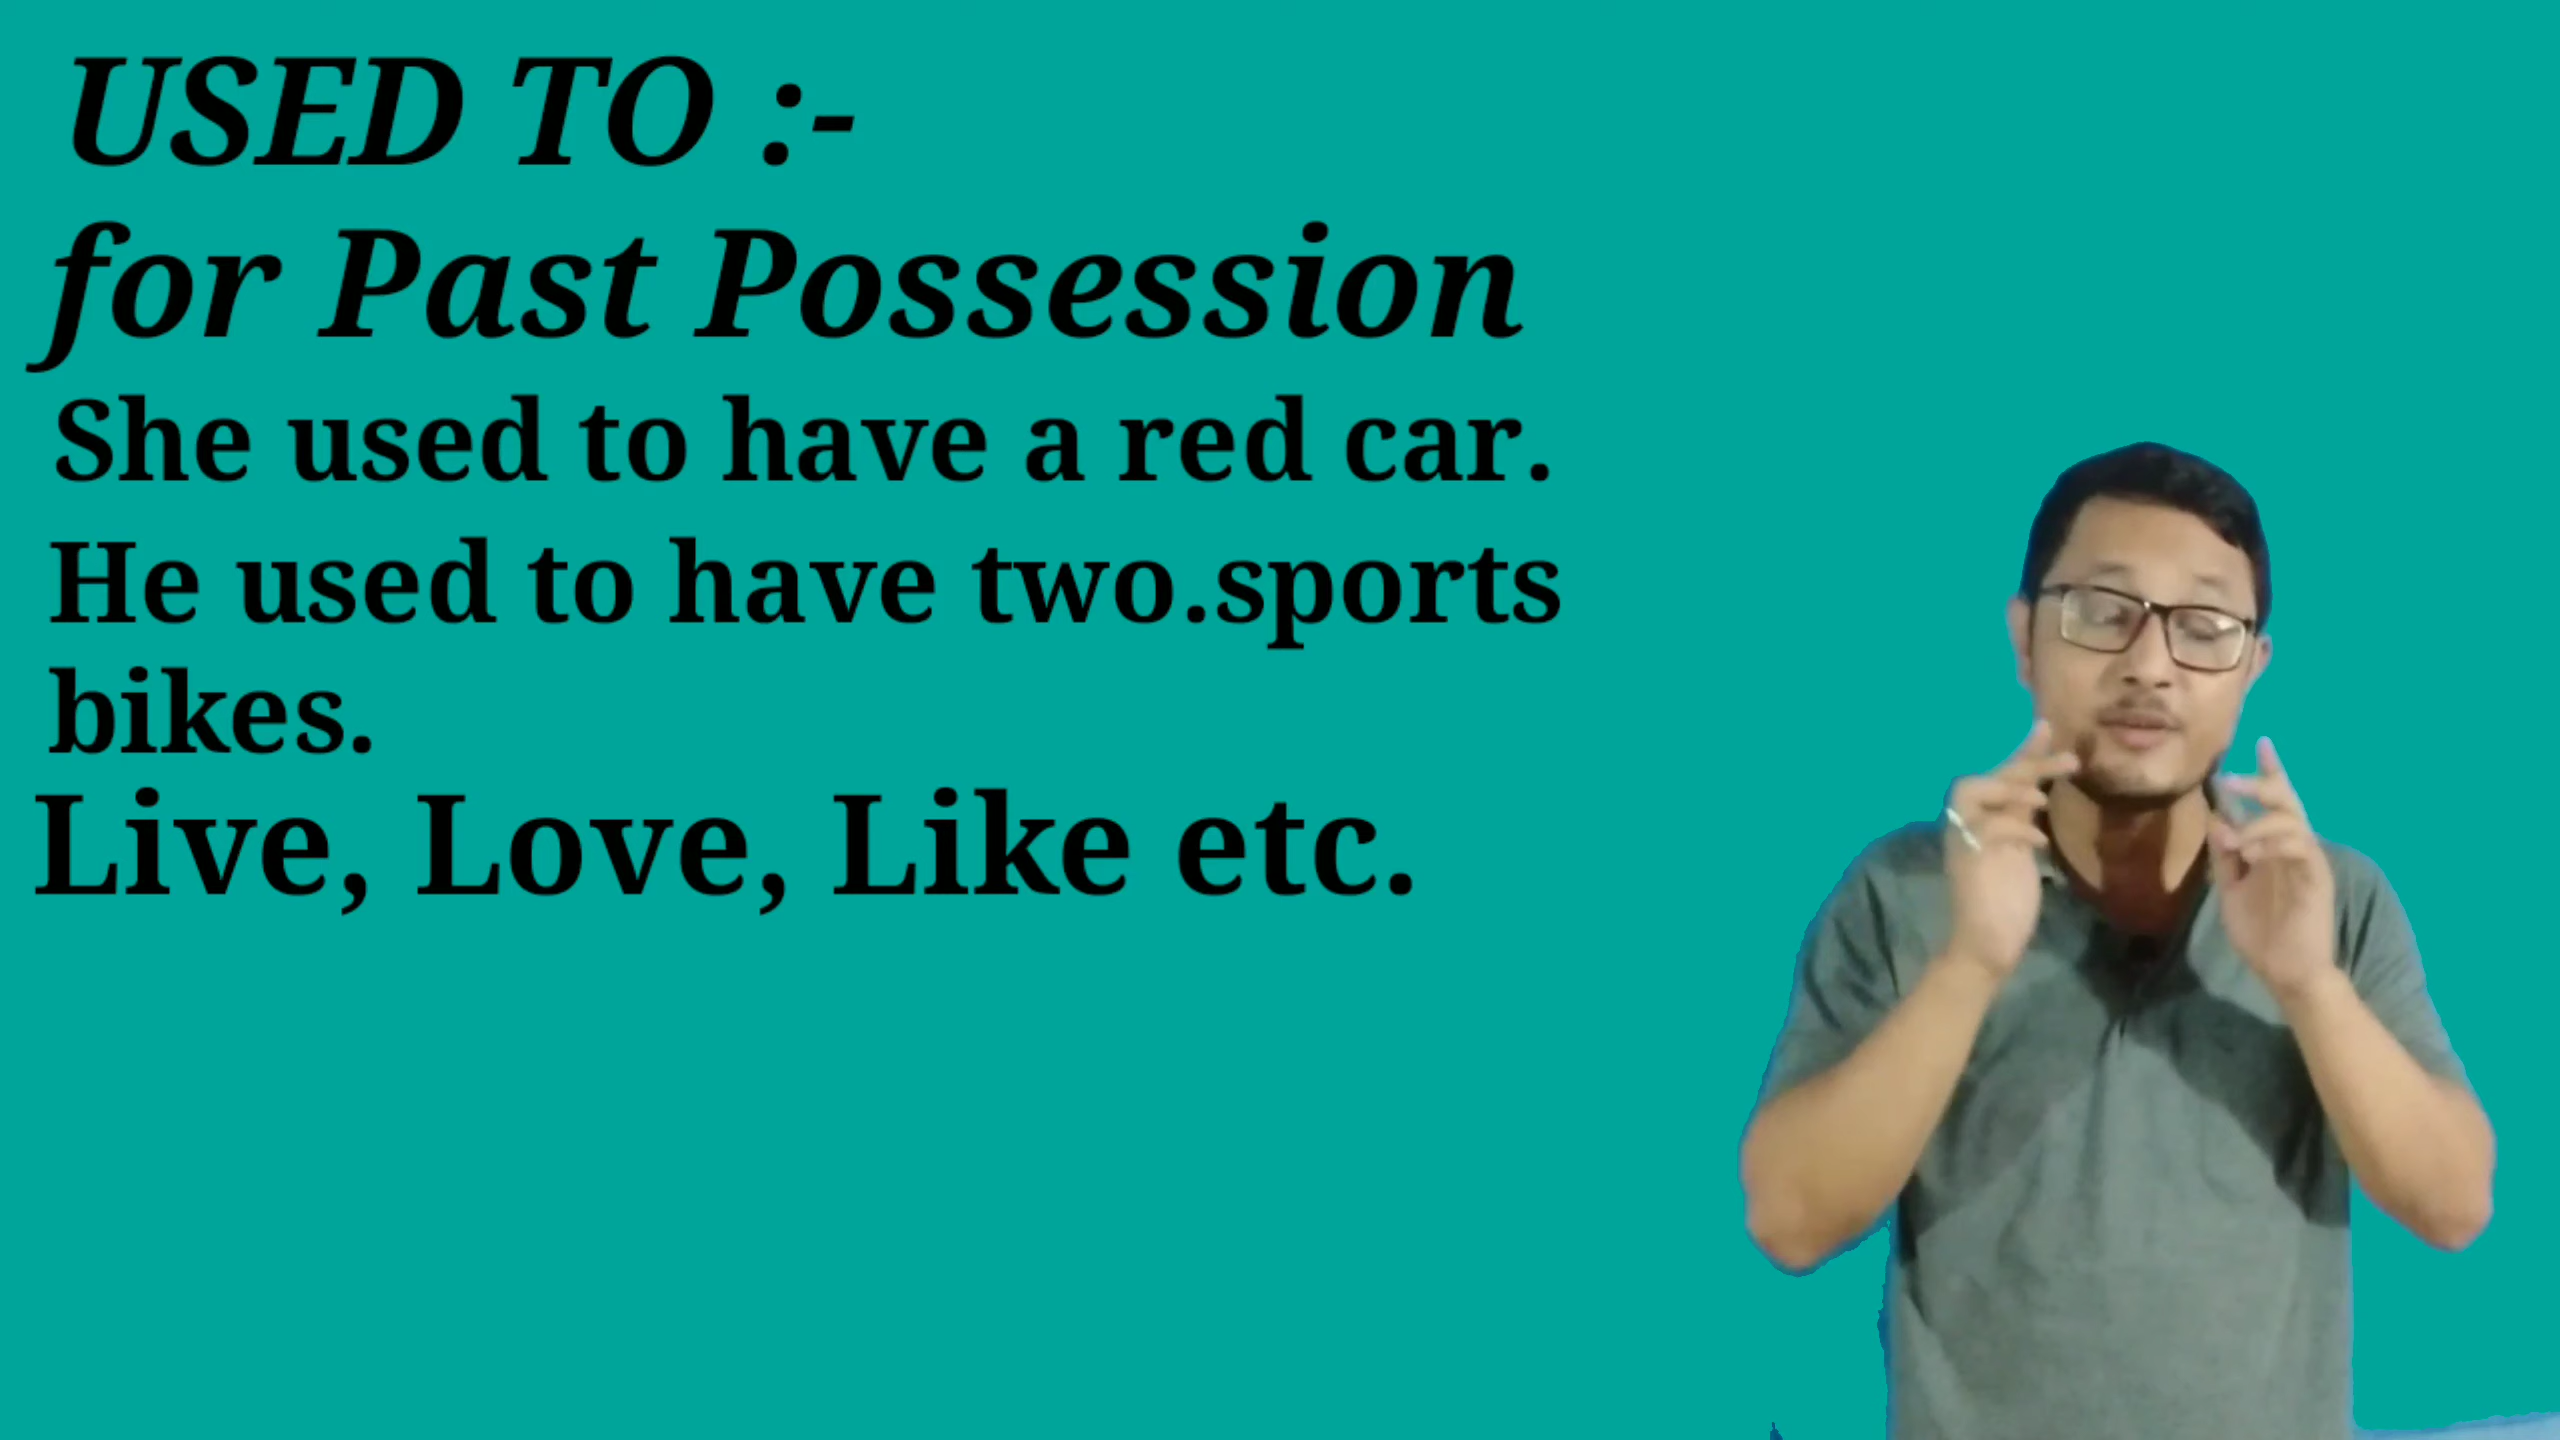 USED TO :-
for Past Possession
She used to have a red car.
He used to have two.sports
bikes.
Live, Love, Like etc.